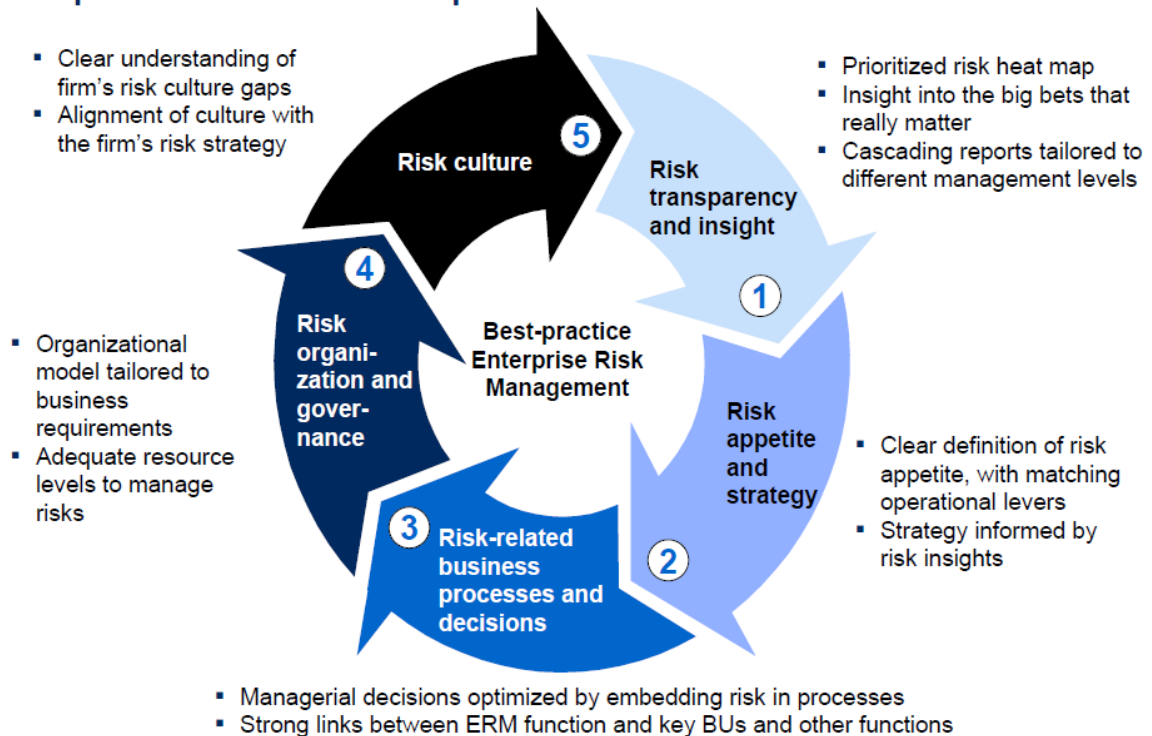 ▪ Clear understanding of
firm's risk culture gaps
▪ Alignment of culture with
the firm's risk strategy
▪ Prioritized risk heat map
▪ Insight into the big bets that
really matter
▪ Cascading reports tailored to
different management levels
5
Risk culture
Risk
transparency
and insight
1
4
Risk
organi-
zation and
gover-
nance
Best-practice
Enterprise Risk
Management
▪ Organizational
model tailored to
business
requirements
▪ Adequate resource
levels to manage
risks
Risk
appetite
and
strategy
2
▪ Clear definition of risk
appetite, with matching
operational levers
▪ Strategy informed by
risk insights
3
Risk-related
business
processes and
decisions
▪ Managerial decisions optimized by embedding risk in processes
▪ Strong links between ERM function and key BUs and other functions